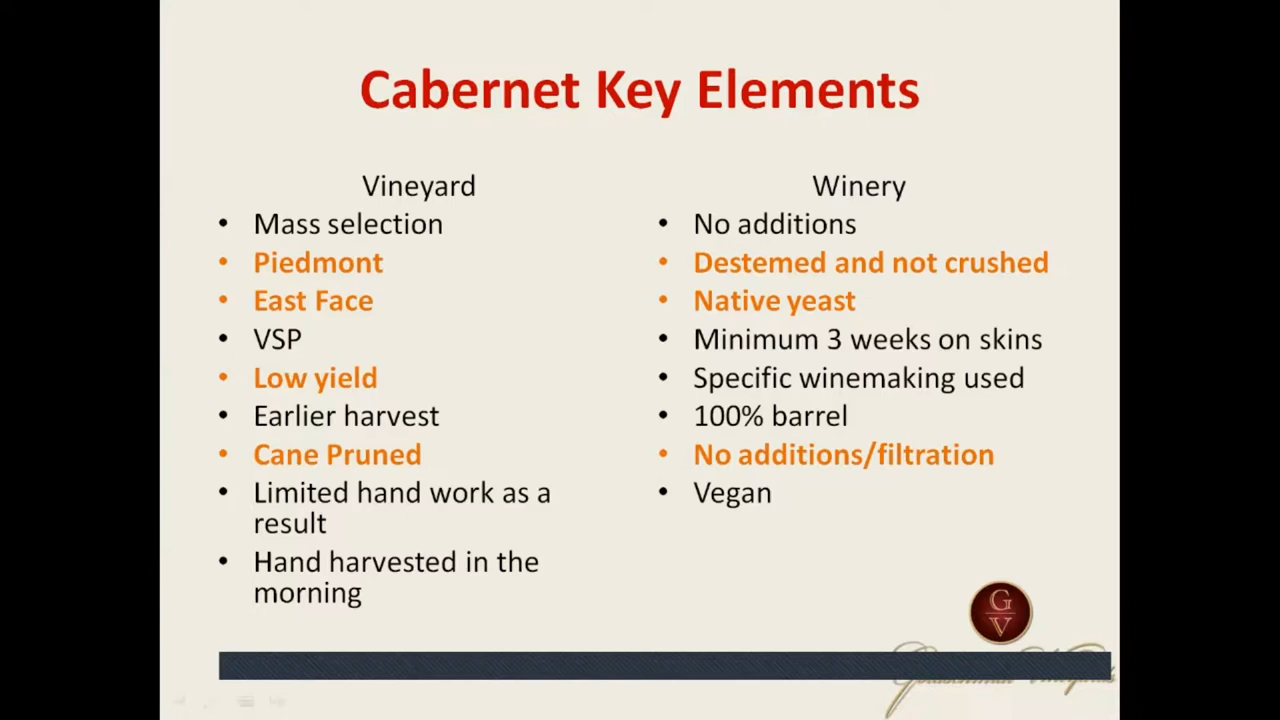 Cabernet Key Elements
Vineyard
• Mass selection
• Piedmont
• East Face
• VSP
• Low yield
• Earlier harvest
• Cane Pruned
• Limited hand work as a
result
• Hand harvested in the
morning
Winery
• No additions
• Destemed and not crushed
• Native yeast
• Minimum 3 weeks on skins
• Specific winemaking used
• 100% barrel
• No additions/filtration
• Vegan
G
V